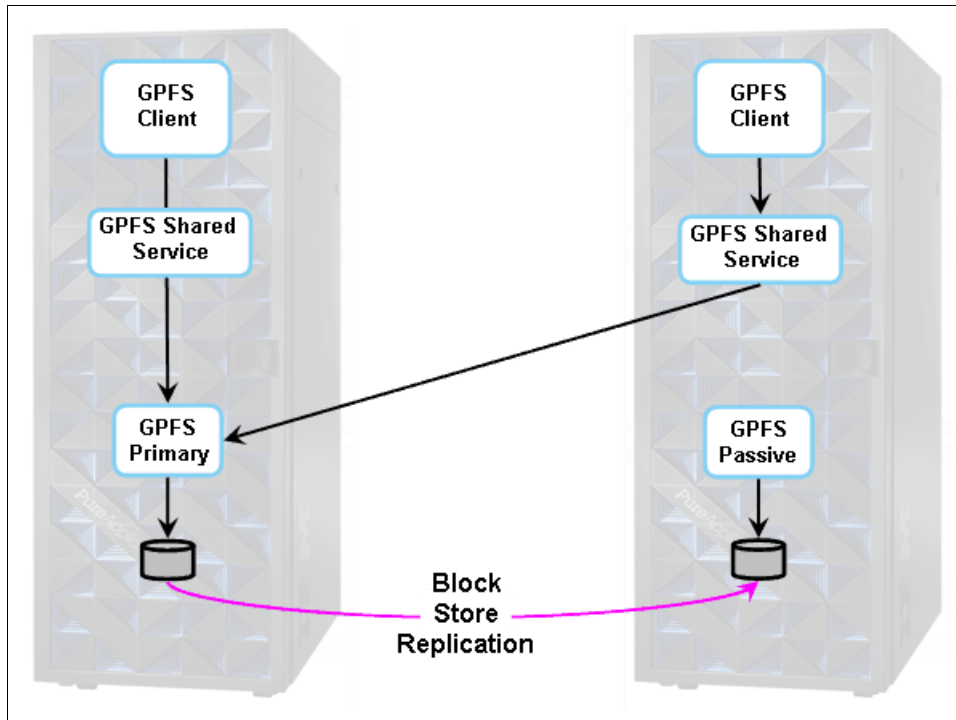 GPFS
Client
GPFS
Client
GPFS Shared
Service
GPFS Shared
Service
GPFS
Primary
GPFS
Passive
Block
Store
Replication